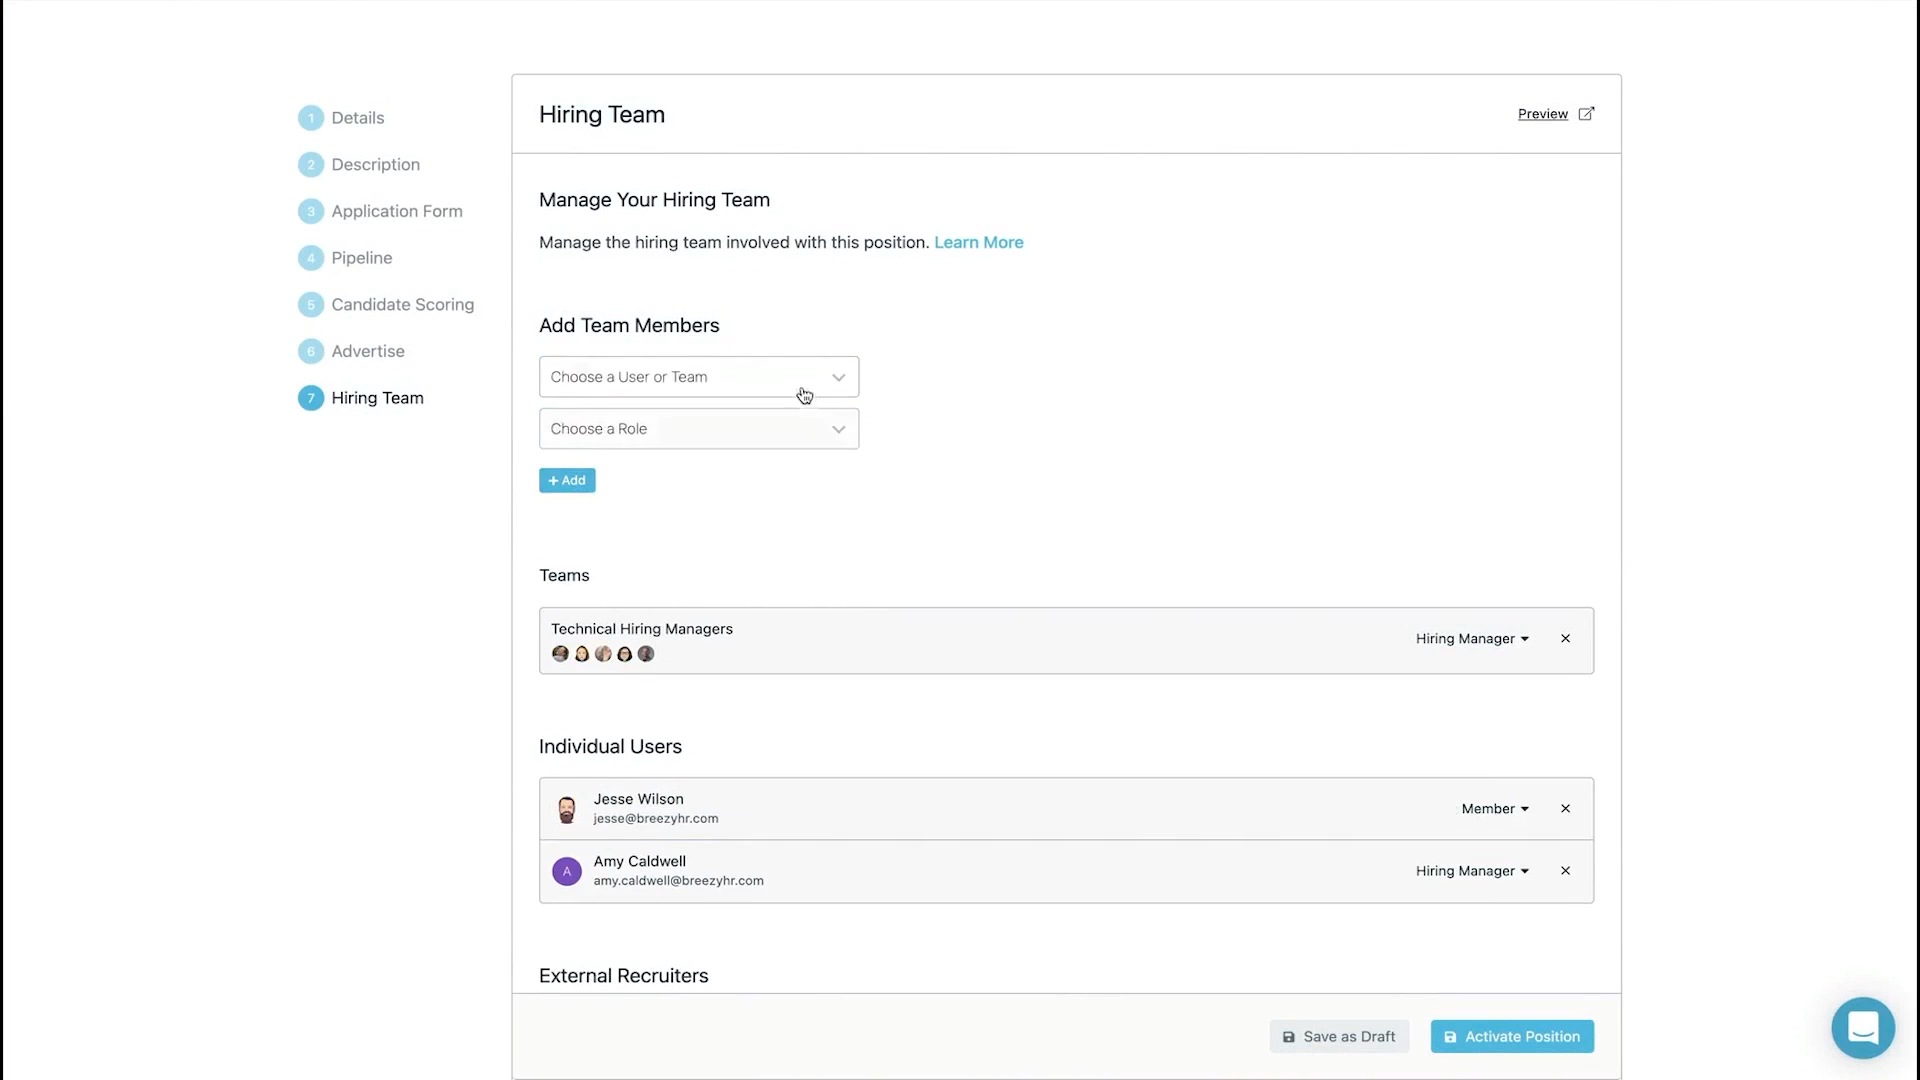 1 Details
2 Description
3 Application Form
4 Pipeline
5 Candidate Scoring
6 Advertise
7 Hiring Team
Hiring Team
Preview
Manage Your Hiring Team
Manage the hiring team involved with this position. Learn More
Add Team Members
Choose a User or Team
Choose a Role
+ Add
Teams
Technical Hiring Managers
Hiring Manager
Individual Users
Jesse Wilson
jesse@breezyhr.com
Member
A
Amy Caldwell
amy.caldwell@breezyhr.com
Hiring Manager
External Recruiters
Save as Draft
Activate Position